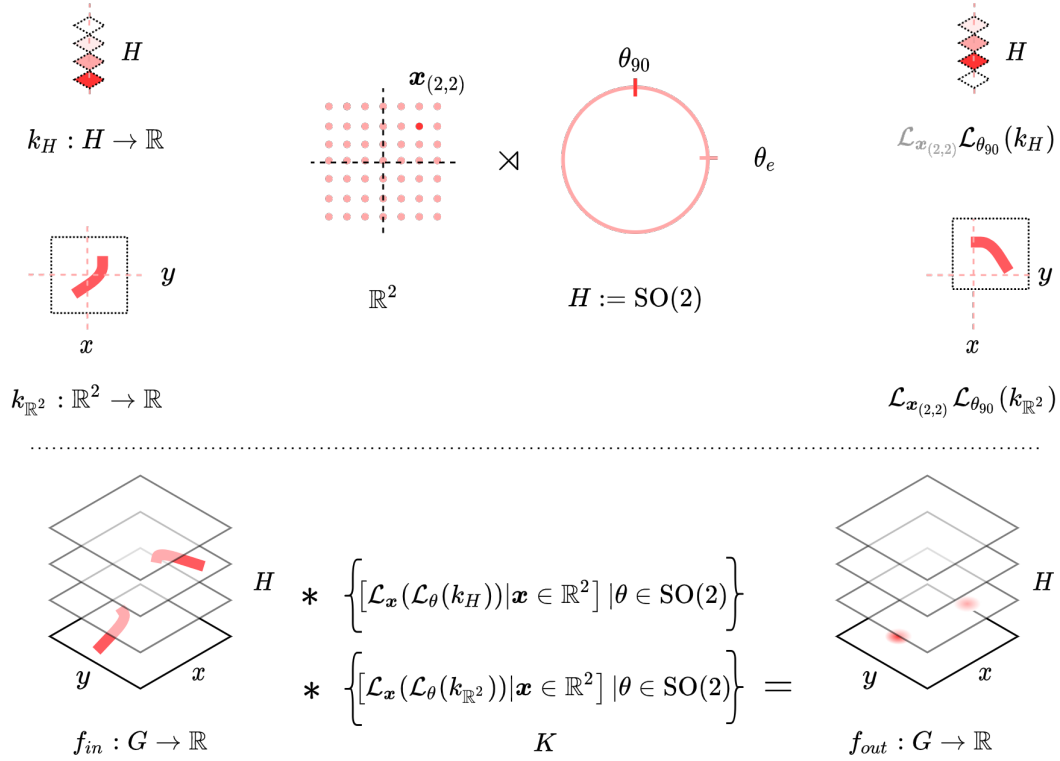 H
H
k_H : H → ℝ
𝒙_(2,2)
θ_90
⋊
θ_e
ℒ_𝒙(2,2) ℒ_θ90 (k_H)
y
x
ℝ²
H := SO(2)
y
x
k_ℝ² : ℝ² → ℝ
ℒ_𝒙(2,2) ℒ_θ90 (k_ℝ²)
H
* {[ℒ_𝒙(ℒ_θ(k_H))|𝒙 ∈ ℝ²] |θ ∈ SO(2)}
H
y
x
* {[ℒ_𝒙(ℒ_θ(k_ℝ²))|𝒙 ∈ ℝ²] |θ ∈ SO(2)} =
y
x
f_in : G → ℝ
K
f_out : G → ℝ